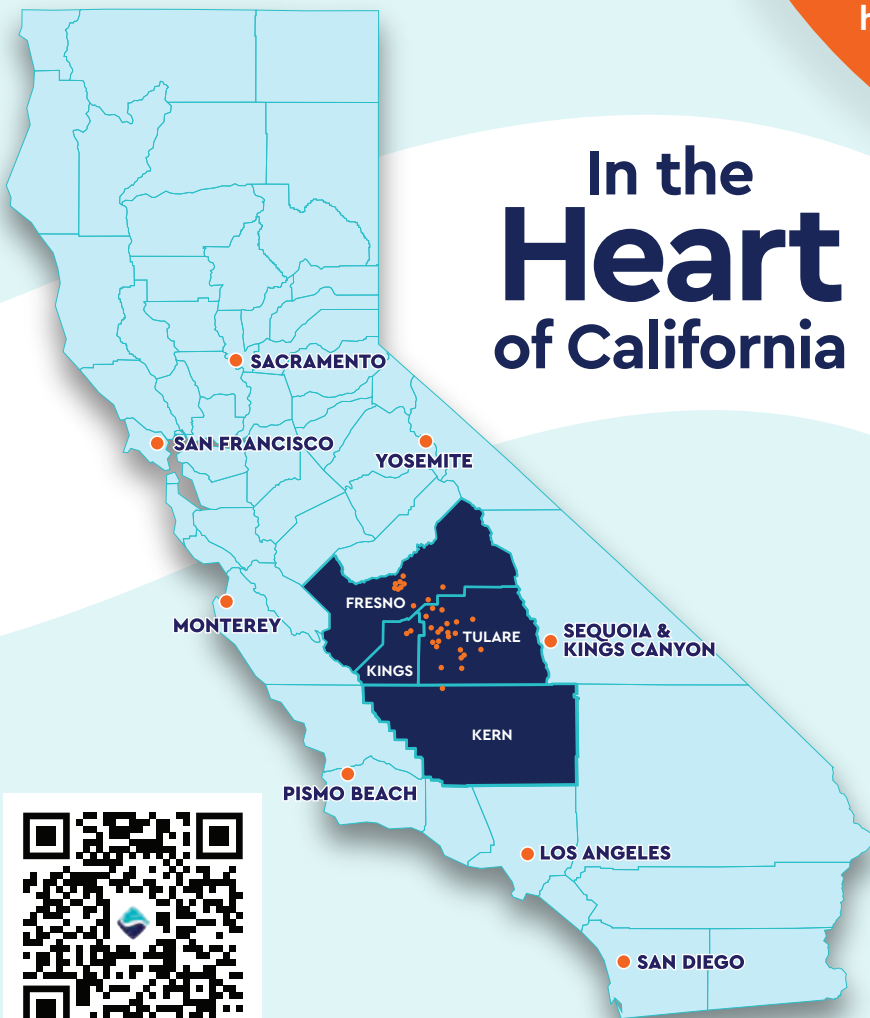 h
In the
Heart
of California
SACRAMENTO
SAN FRANCISCO
YOSEMITE
FRESNO
MONTEREY
TULARE
SEQUOIA &
KINGS CANYON
KINGS
KERN
PISMO BEACH
LOS ANGELES
SAN DIEGO